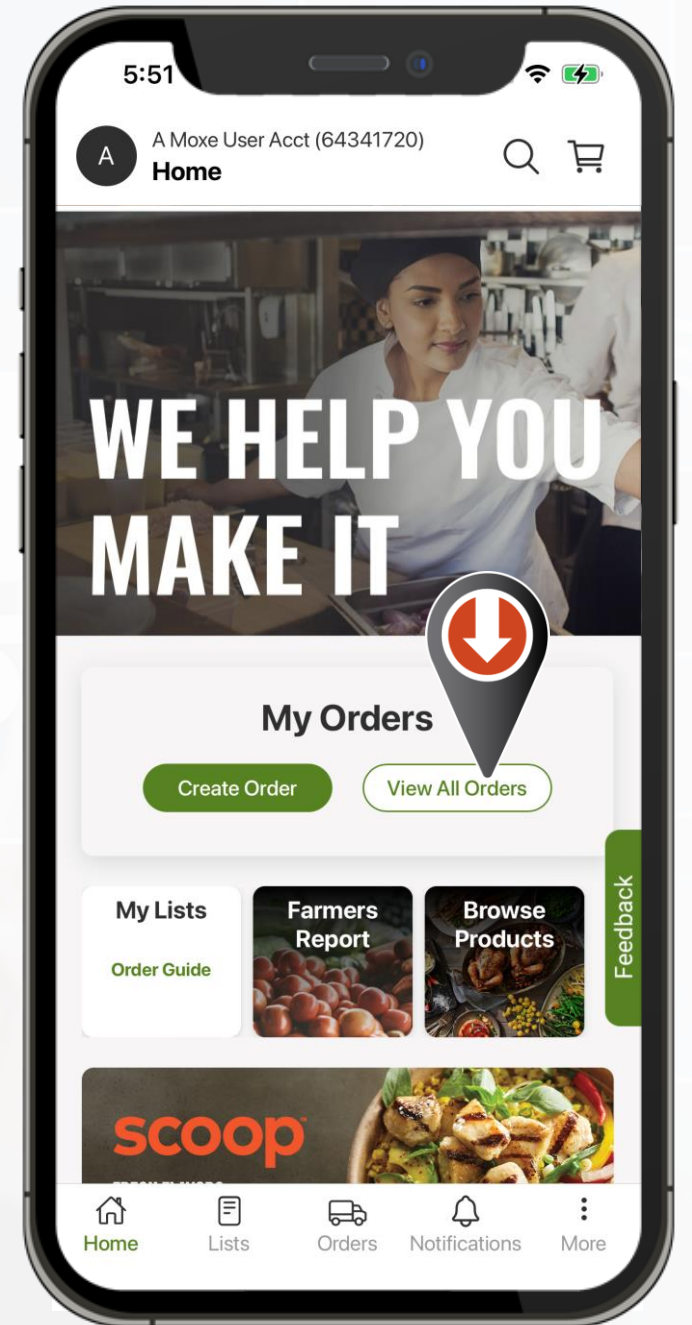 5:51
A
A Moxe User Acct (64341720)
Home
WE HELP YOU
MAKE IT
My Orders
Create Order
View All Orders
My Lists
Order Guide
Farmers
Report
Browse
Products
Feedback
scoop™
Home
Lists
Orders
Notifications
More